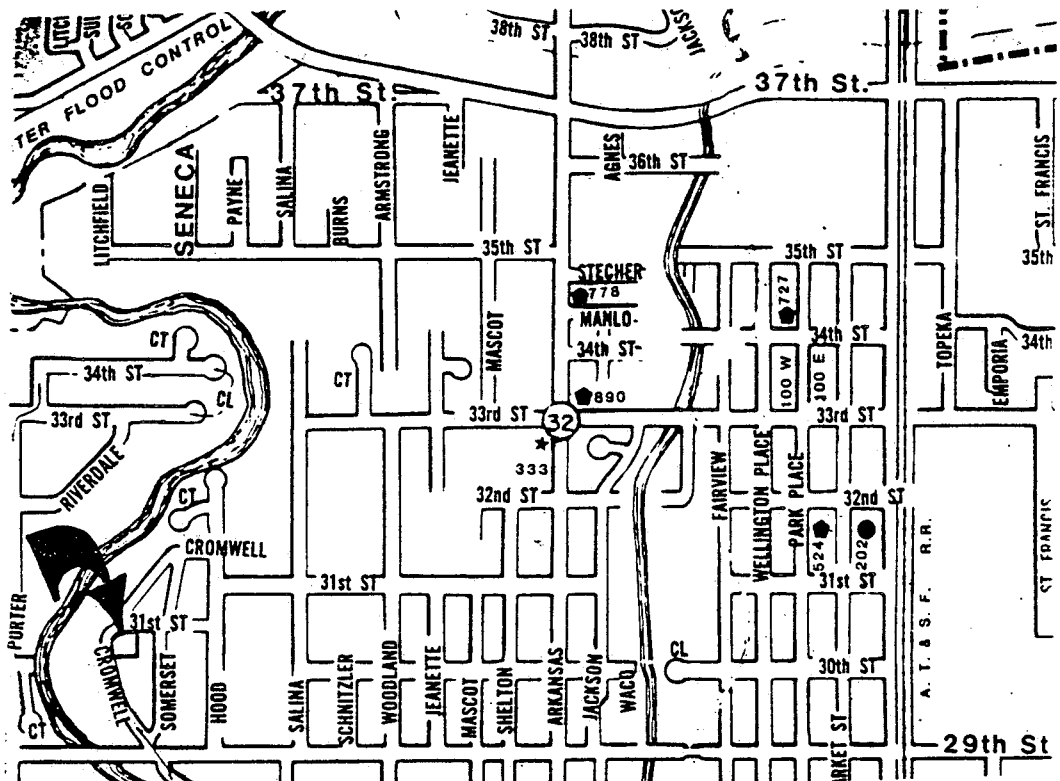 38th ST
38th ST
TER FLOOD CONTROL
37th St.
37th St.
JEANETTE
AGNES
36th ST
LITCHFIELD
SENECA
PAYNE
SALINA
BURNS
ARMSTRONG
ST. FRANCIS
35th ST
35th ST
35th
STECHER
778
727
MANLO-
34th ST
34th ST
34th
CT
34th ST
CL
CT
MASCOT
100 W
100 E
TOPEKA
EMPORIA
890
33rd ST
33rd ST
32
33rd ST
333
RIVERDALE
CT
32nd ST
FAIRVIEW
WELLINGTON PLACE
PARK PLACE
32nd ST
CROMWELL
524
202
A. T. & S. F. R.R.
ST FRANCIS
31st ST
31st ST
31st ST
PORTER
CROMWELL
SOMERSET
HOOD
SALINA
SCHNITZLER
WOODLAND
JEANETTE
MASCOT
SHELTON
ARKANSAS
JACKSON
WACO
CL
30th ST
CT
29th St
RKET ST